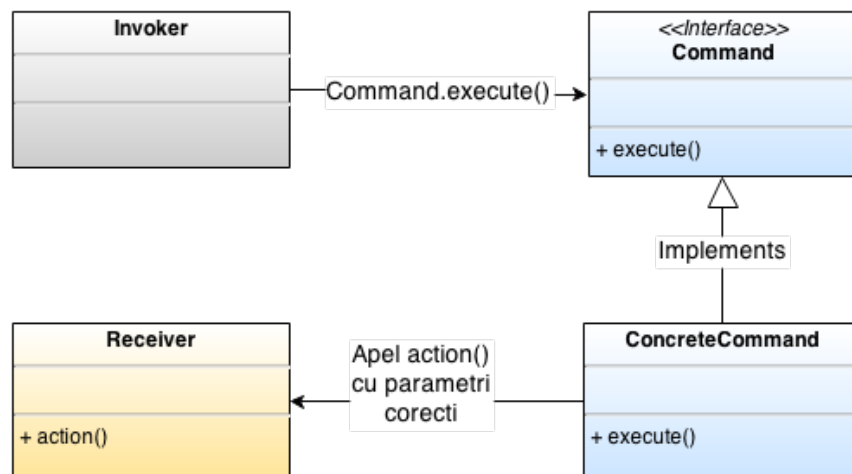 Invoker
<<Interface>>
Command
Command.execute()
+ execute()
Implements
Receiver
ConcreteCommand
Apel action()
cu parametri
corecti
+ action()
+ execute()